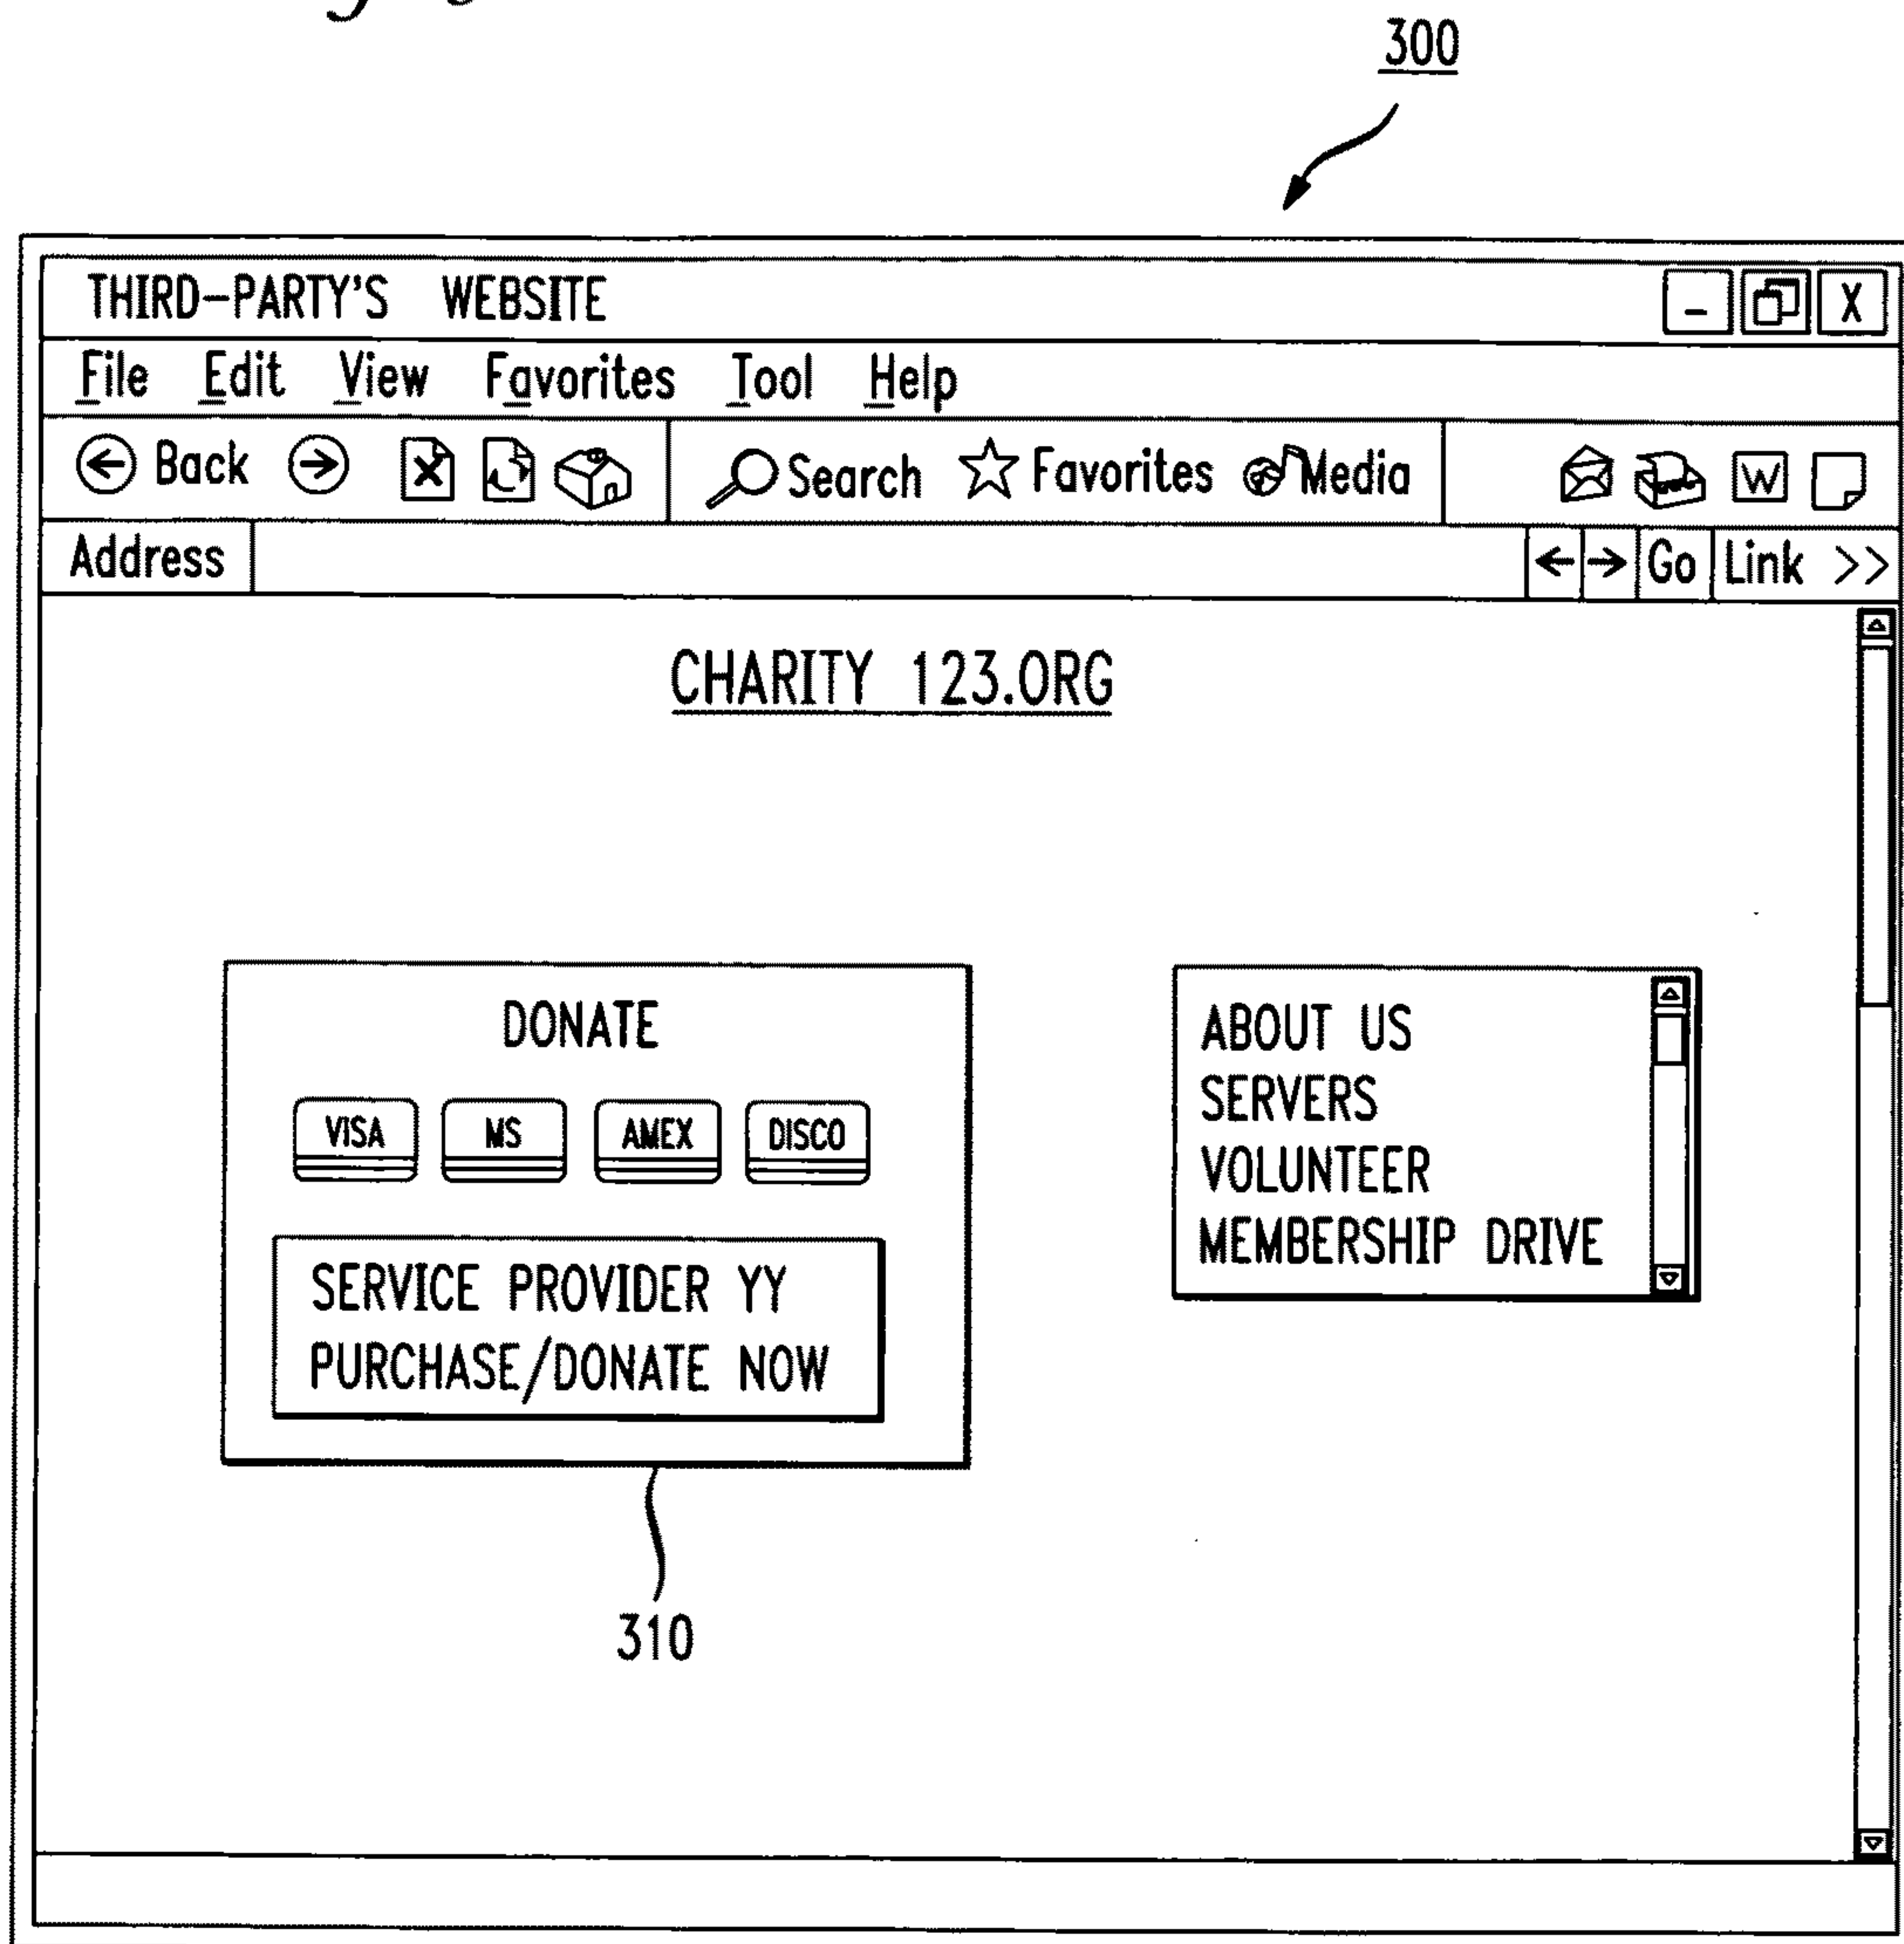 300
THIRD-PARTY'S WEBSITE
X
File Edit View Favorites Tool Help
Back Search Favorites Media W
Address Go Link >>
CHARITY 123.ORG
DONATE
VISA MS AMEX DISCO
SERVICE PROVIDER YY
PURCHASE/DONATE NOW
ABOUT US
SERVERS
VOLUNTEER
MEMBERSHIP DRIVE
310